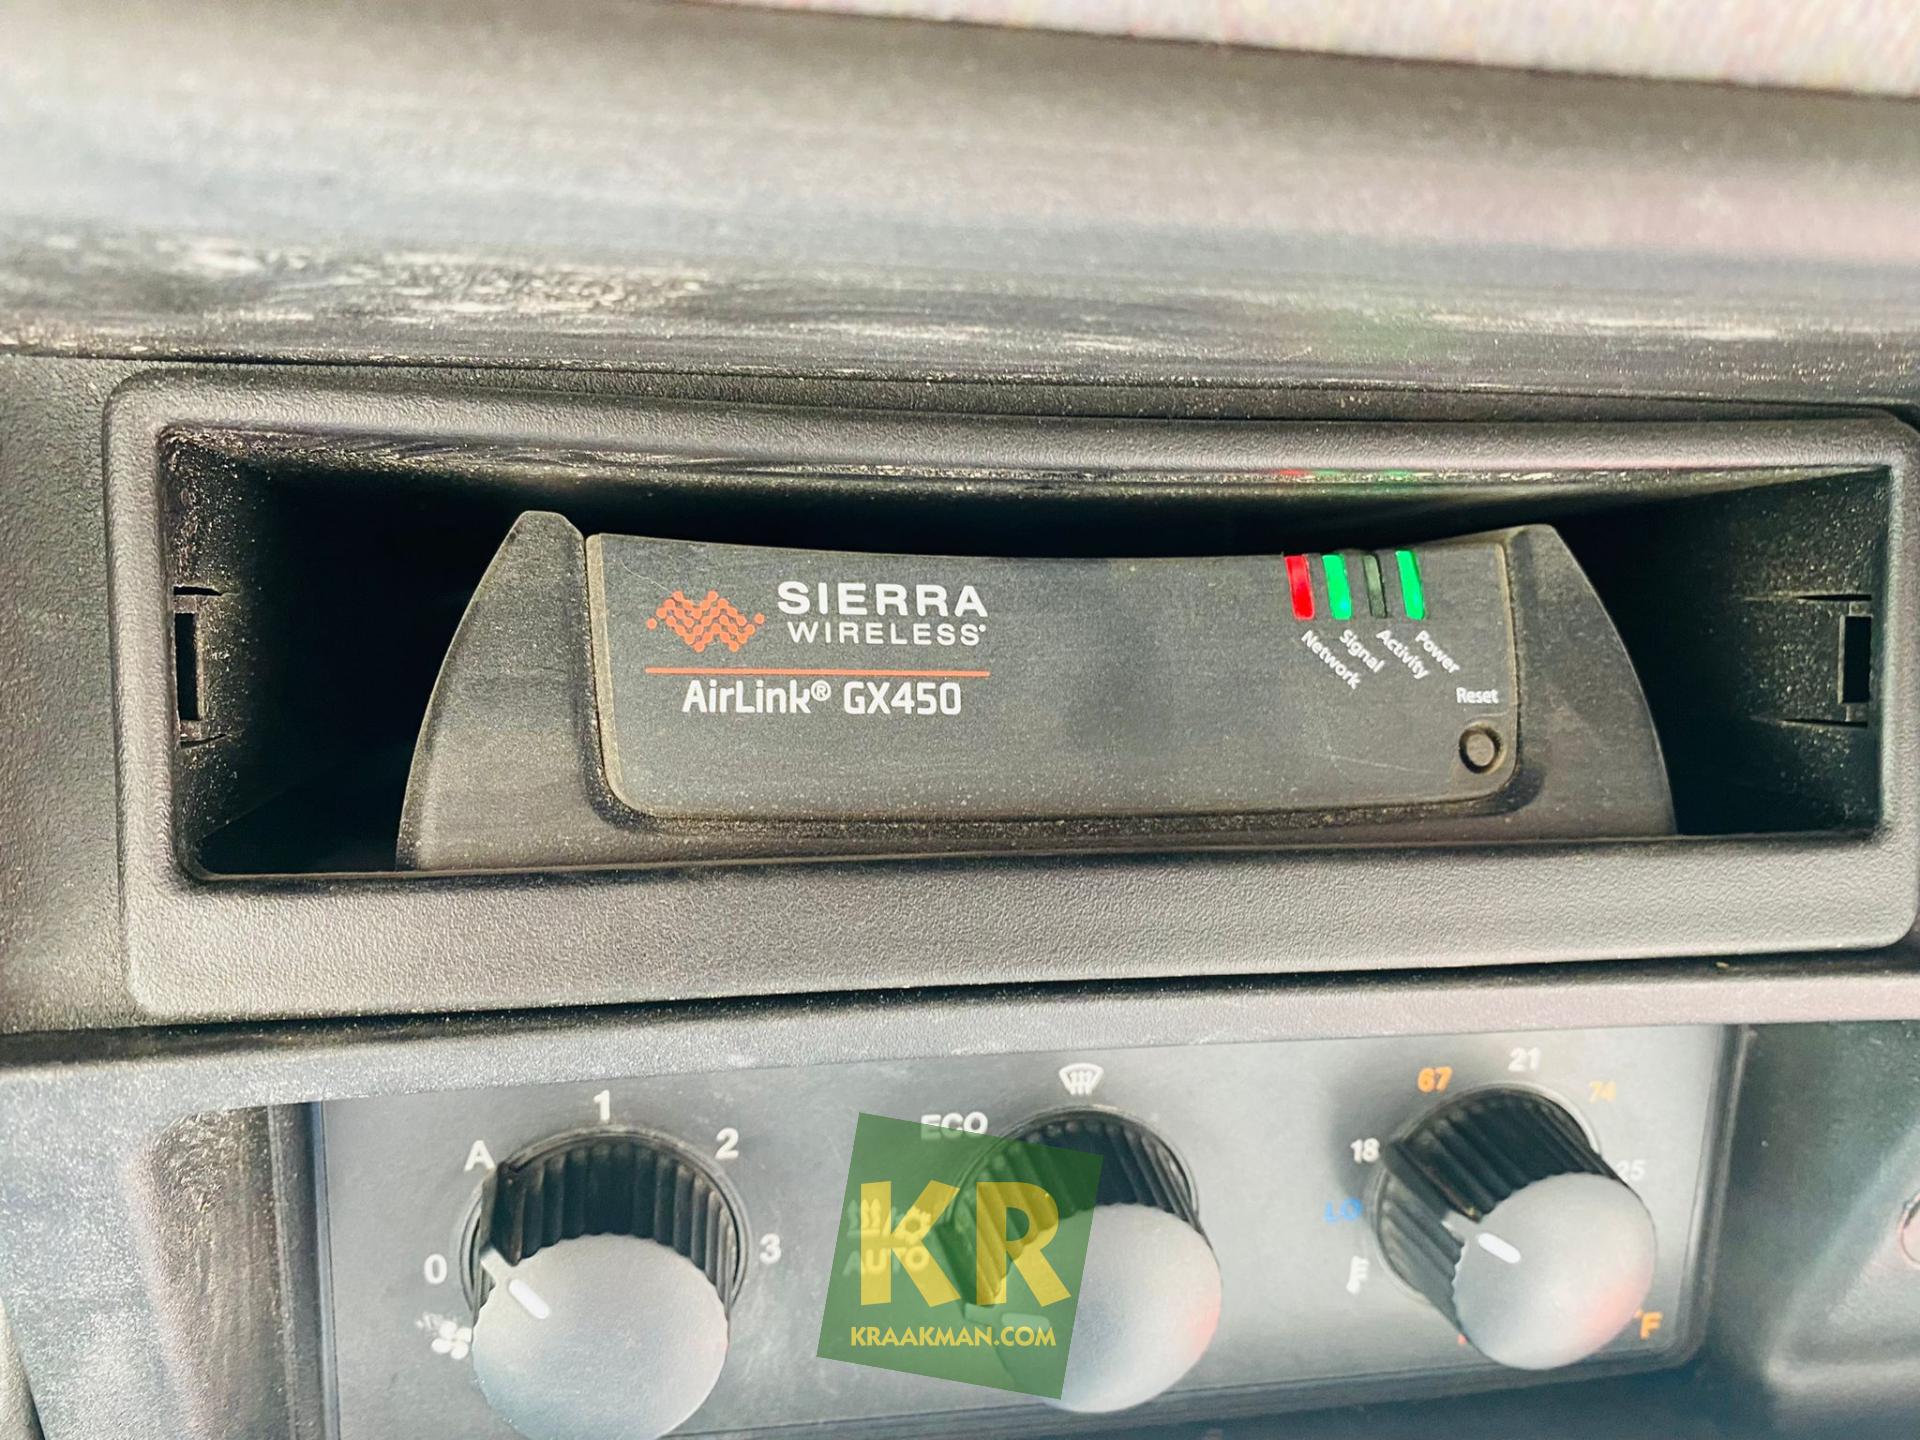 SIERRA
WIRELESS
AirLink® GX450
Network
Signal
Activity
Power
Reset
0
A
1
2
3
ECO
AUTO
LO
18
67
21
74
25
°F
KR
KRAAKMAN.COM